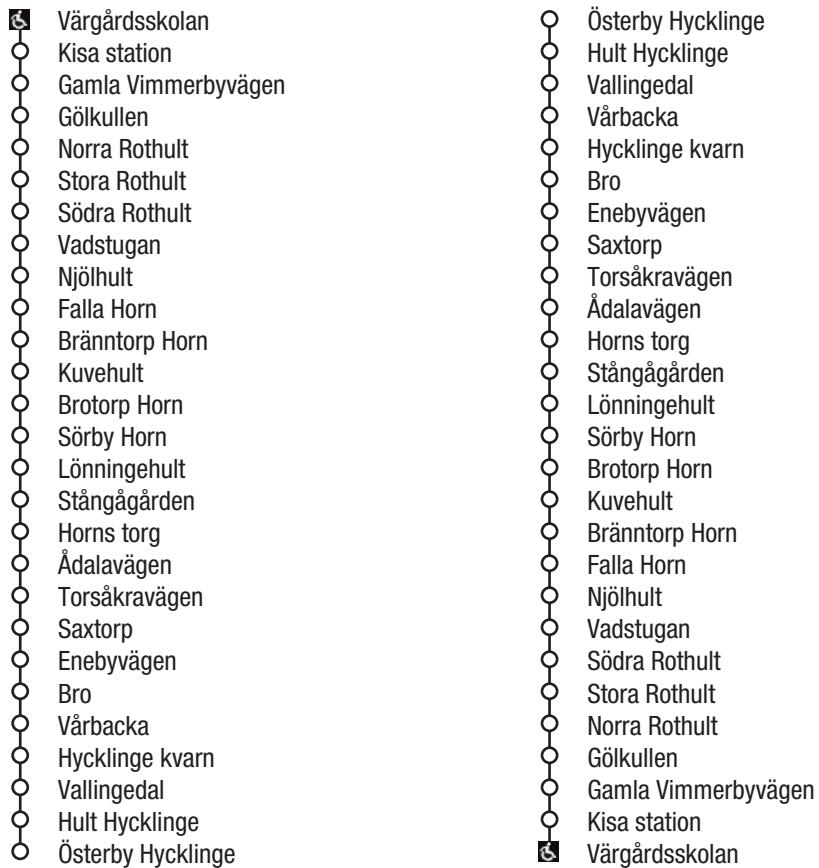 Värgårdsskolan
Kisa station
Gamla Vimmerbyvägen
Gölkullen
Norra Rothult
Stora Rothult
Södra Rothult
Vadstugan
Njölhult
Falla Horn
Bränntorp Horn
Kuvehult
Brotorp Horn
Sörby Horn
Lönningehult
Stångågården
Horns torg
Ådalavägen
Torsåkravägen
Saxtorp
Enebyvägen
Bro
Vårbacka
Hycklinge kvarn
Vallingedal
Hult Hycklinge
Österby Hycklinge
Österby Hycklinge
Hult Hycklinge
Vallingedal
Vårbacka
Hycklinge kvarn
Bro
Enebyvägen
Saxtorp
Torsåkravägen
Ådalavägen
Horns torg
Stångågården
Lönningehult
Sörby Horn
Brotorp Horn
Kuvehult
Bränntorp Horn
Falla Horn
Njölhult
Vadstugan
Södra Rothult
Stora Rothult
Norra Rothult
Gölkullen
Gamla Vimmerbyvägen
Kisa station
Värgårdsskolan